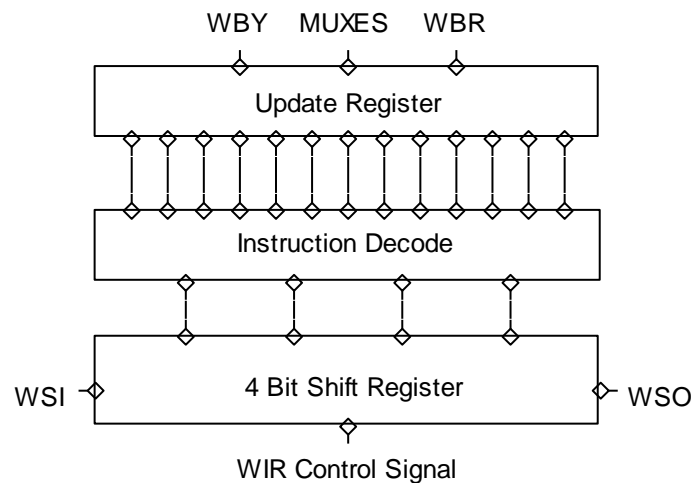 WBY MUXES WBR
Update Register
Instruction Decode
WSI 4 Bit Shift Register WSO
WIR Control Signal